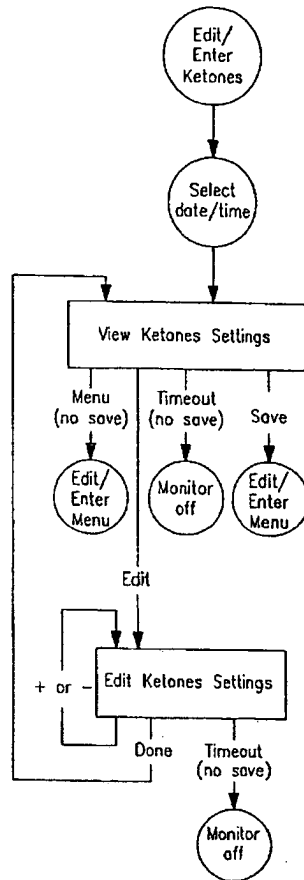 Edit/
Enter
Ketones
Select
date/time
View Ketones Settings
Menu
(no save)
Timeout
(no save)
Save
Edit/
Enter
Menu
Monitor
off
Edit/
Enter
Menu
Edit
+ or -
Edit Ketones Settings
Done
Timeout
(no save)
Monitor
off